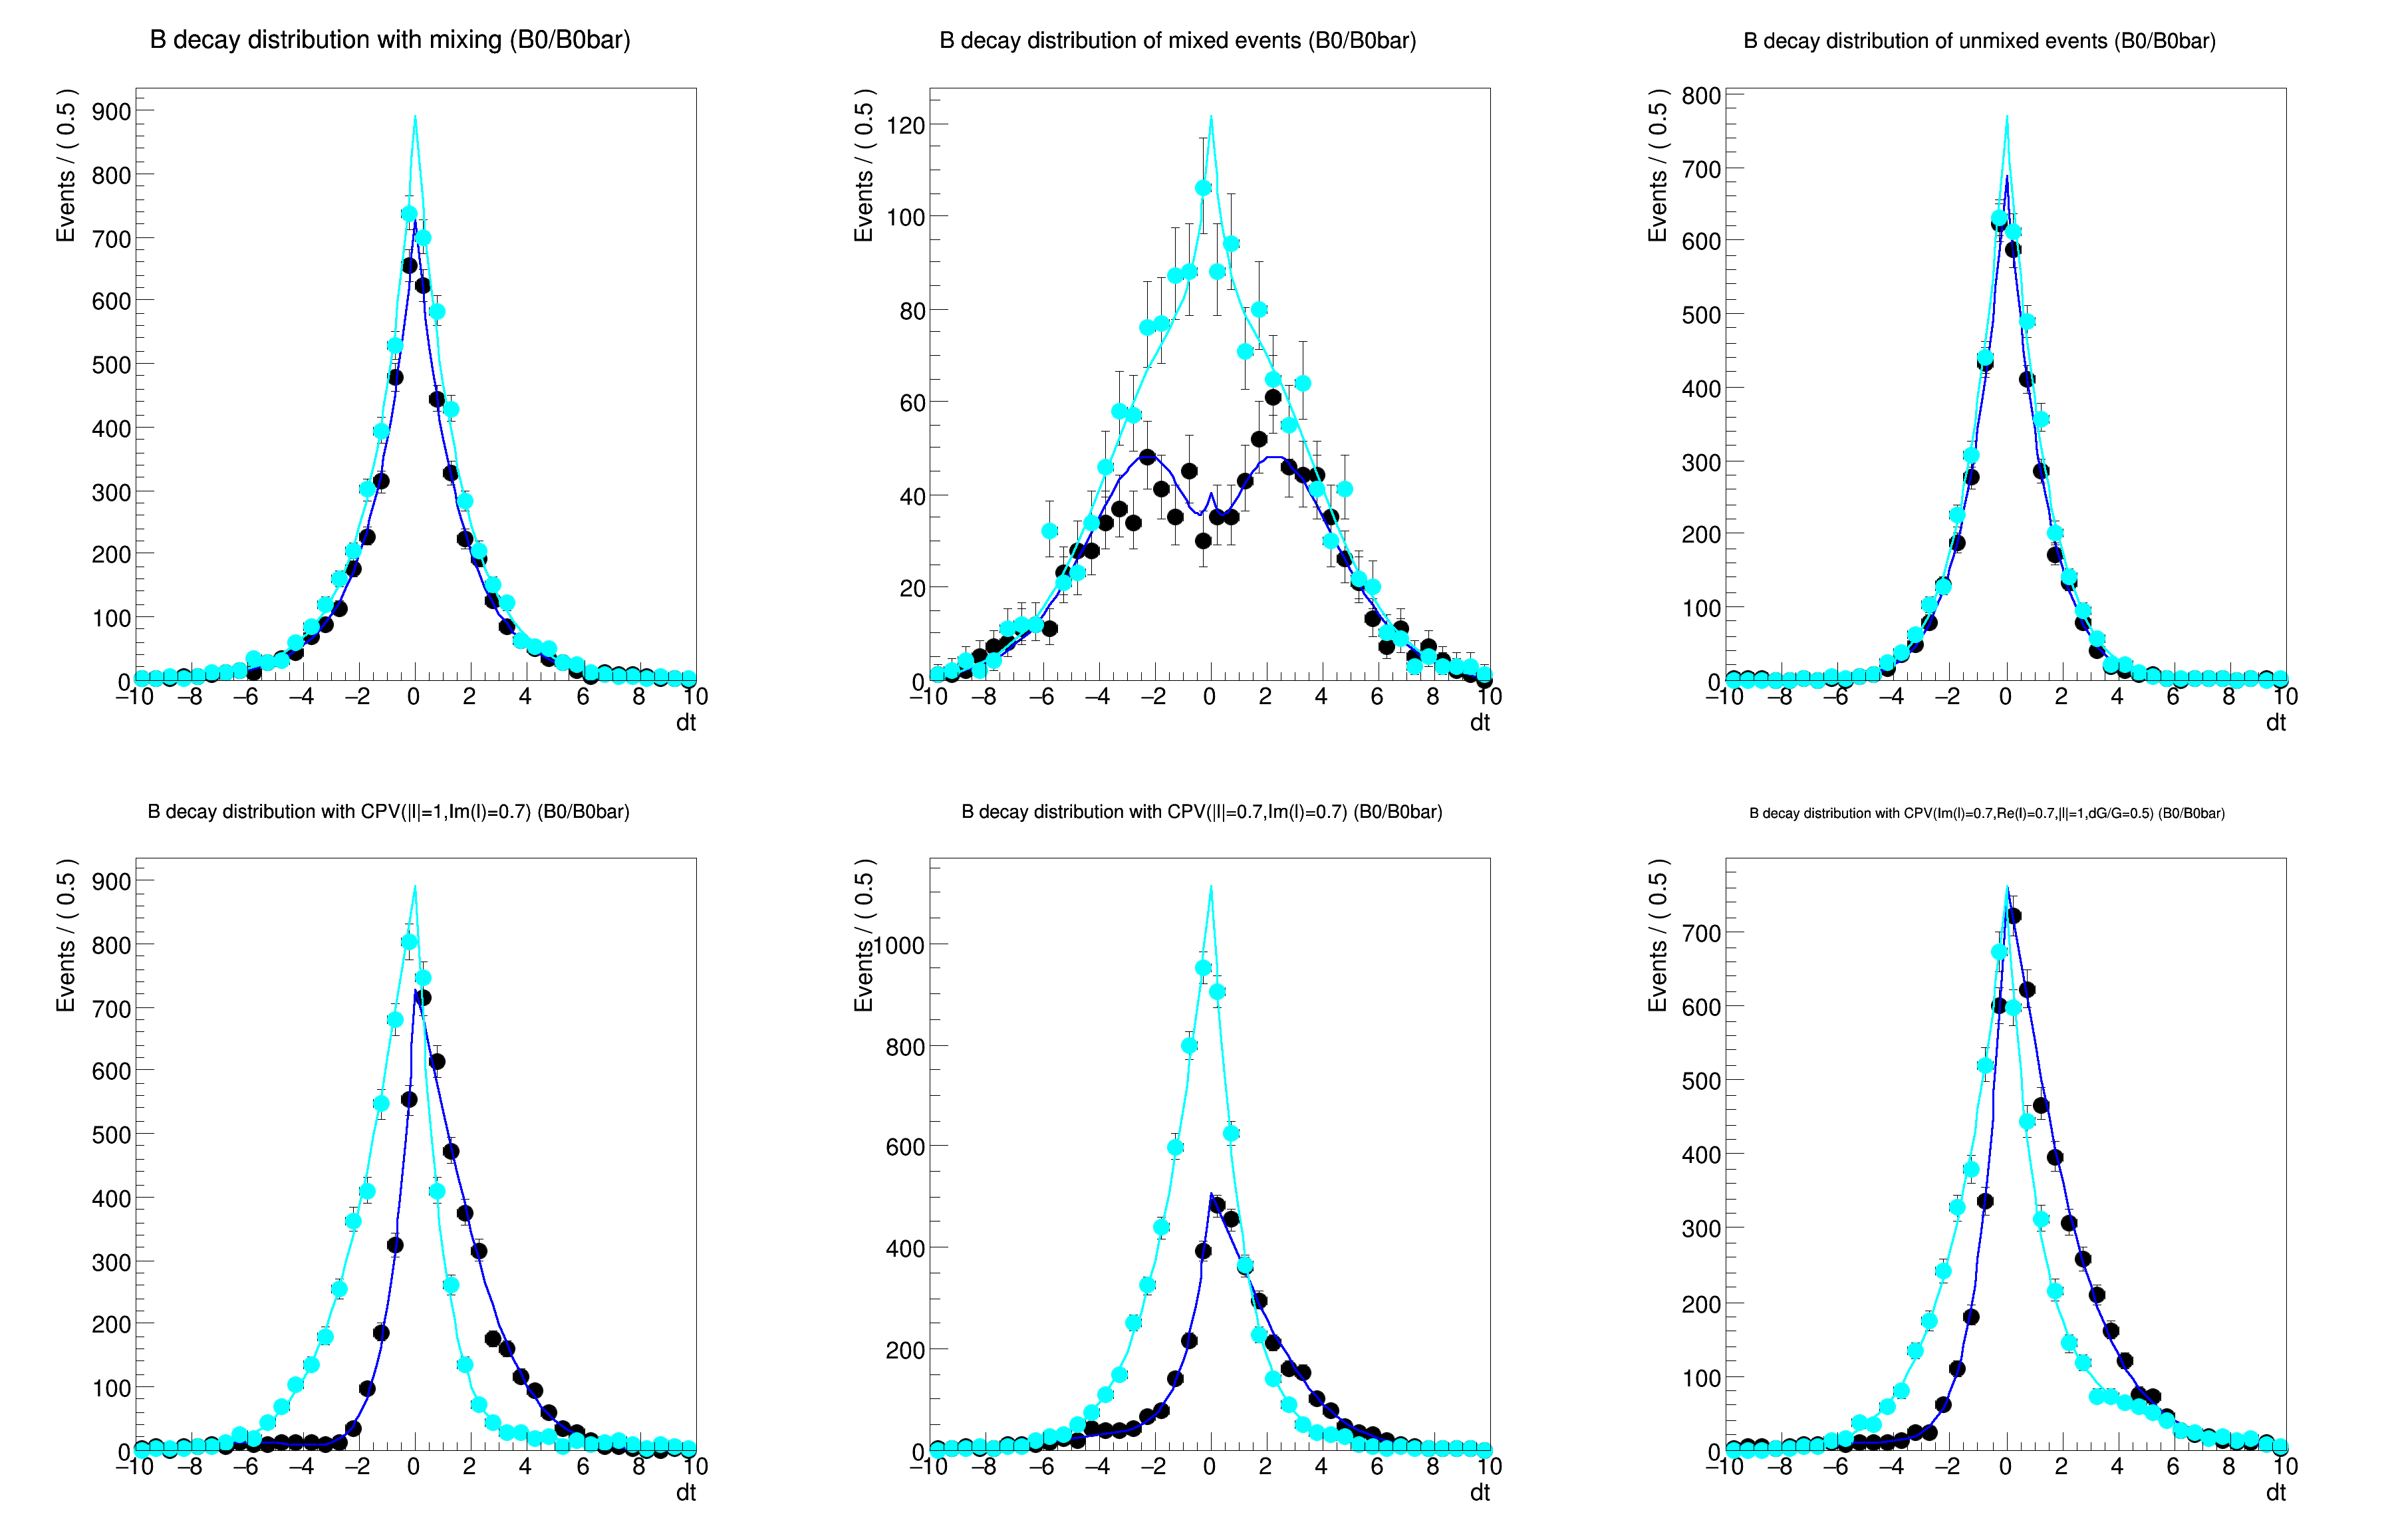 B decay distribution with mixing (B0/B0bar)
Events / ( 0.5 )
900
800
700
600
500
400
300
200
100
0
−10 −8 −6 −4 −2 0 2 4 6 8 10
dt
B decay distribution of mixed events (B0/B0bar)
Events / ( 0.5 )
120
100
80
60
40
20
0
−10 −8 −6 −4 −2 0 2 4 6 8 10
dt
B decay distribution of unmixed events (B0/B0bar)
Events / ( 0.5 )
800
700
600
500
400
300
200
100
0
−10 −8 −6 −4 −2 0 2 4 6 8 10
dt
B decay distribution with CPV(|l|=1,Im(l)=0.7) (B0/B0bar)
Events / ( 0.5 )
900
800
700
600
500
400
300
200
100
0
−10 −8 −6 −4 −2 0 2 4 6 8 10
dt
B decay distribution with CPV(|l|=0.7,Im(l)=0.7) (B0/B0bar)
Events / ( 0.5 )
1000
800
600
400
200
0
−10 −8 −6 −4 −2 0 2 4 6 8 10
dt
B decay distribution with CPV(Im(l)=0.7,Re(l)=0.7,|l|=1,dG/G=0.5) (B0/B0bar)
Events / ( 0.5 )
700
600
500
400
300
200
100
0
−10 −8 −6 −4 −2 0 2 4 6 8 10
dt